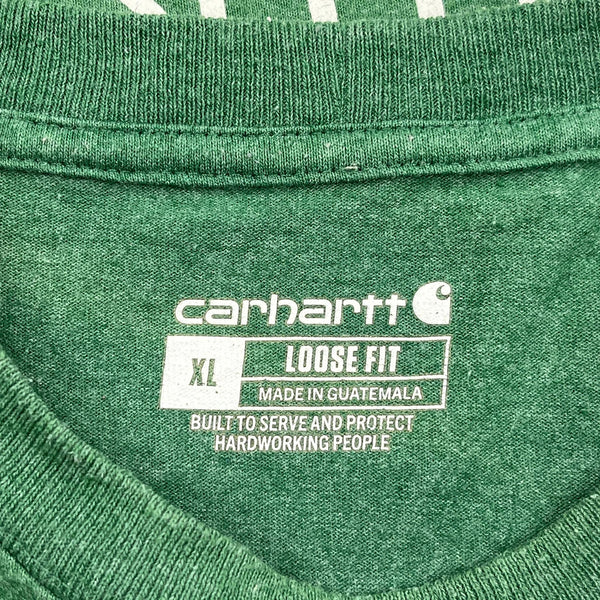 carhartt
XL
LOOSE FIT
MADE IN GUATEMALA
BUILT TO SERVE AND PROTECT
HARDWORKING PEOPLE